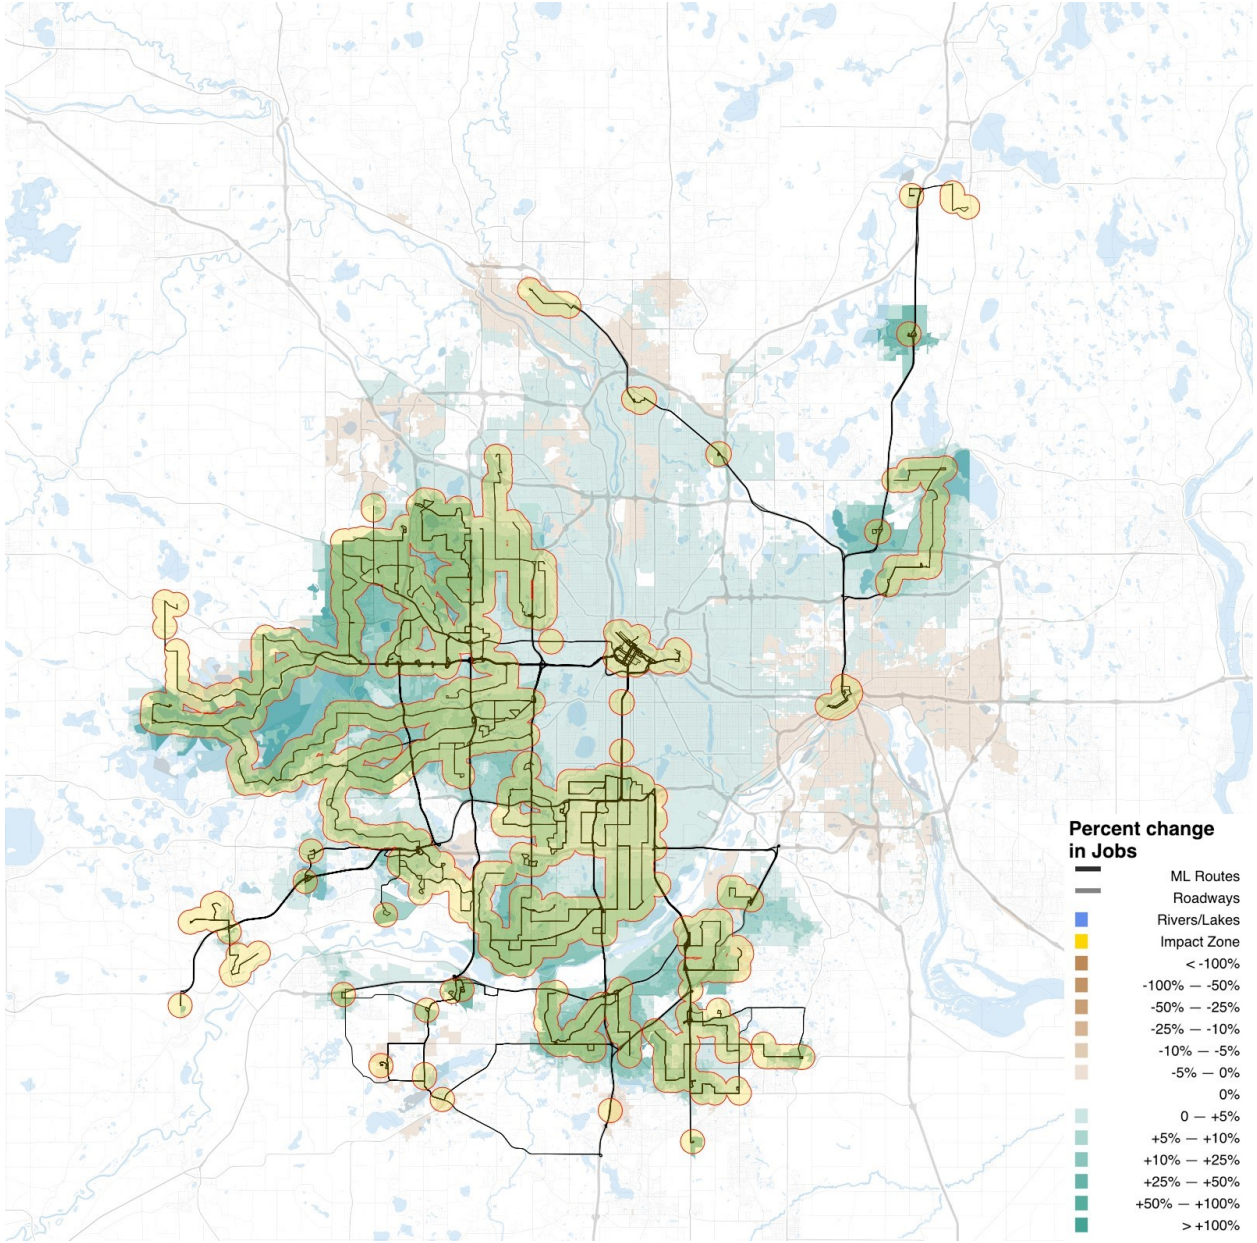 Percent change
in Jobs
ML Routes
Roadways
Rivers/Lakes
Impact Zone
< -100%
-100% — -50%
-50% — -25%
-25% — -10%
-10% — -5%
-5% — 0%
0%
0 — +5%
+5% — +10%
+10% — +25%
+25% — +50%
+50% — +100%
> +100%